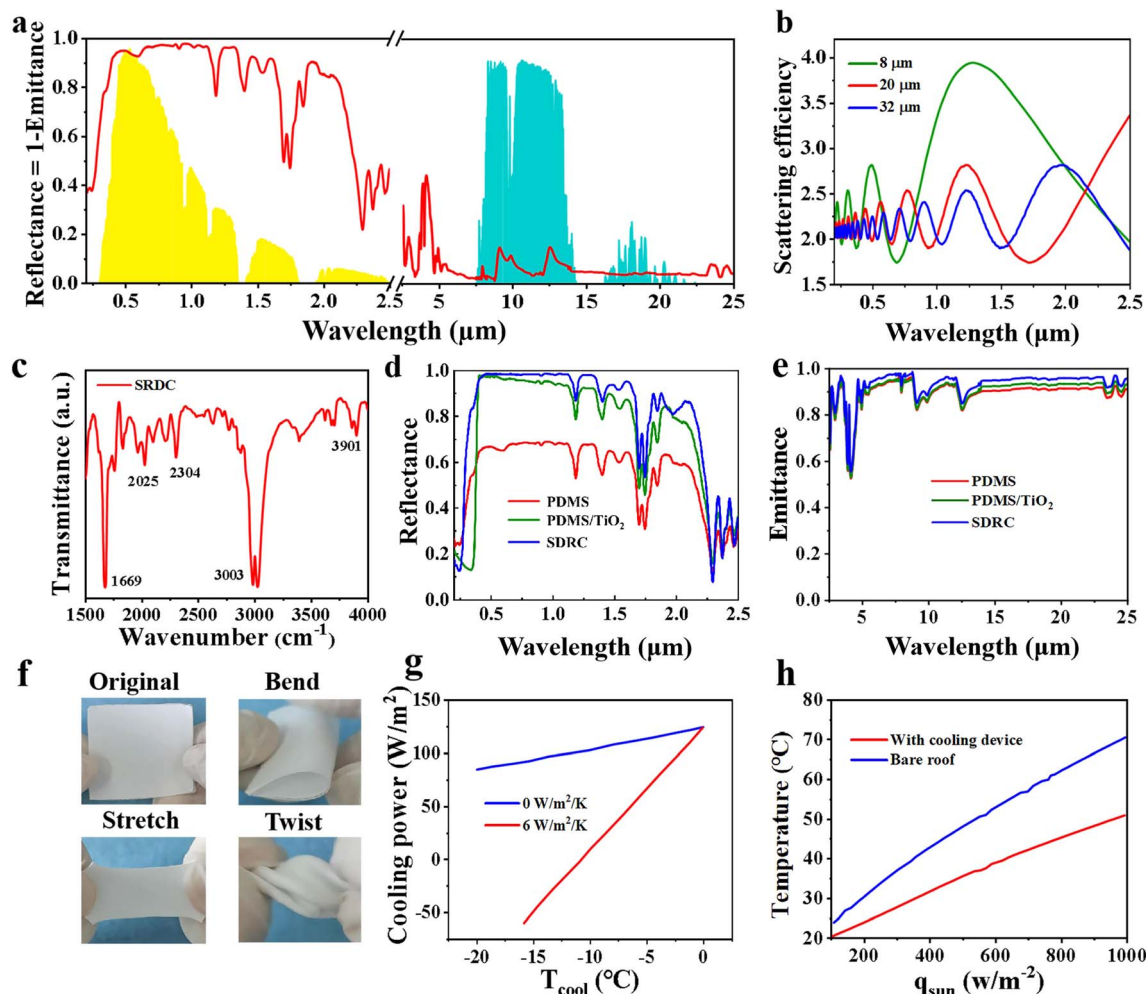 a
Reflectance = 1-Emittance
1.0
0.8
0.6
0.4
0.2
0.0
0.5
1.0
1.5
2.0
2.5
5
10
15
20
25
Wavelength (μm)
b
Scattering efficiency
4.0
3.5
3.0
2.5
2.0
1.5
8 μm
20 μm
32 μm
0.5
1.0
1.5
2.0
2.5
Wavelength (μm)
c
Transmittance (a.u.)
SRDC
1669
2025
2304
3003
3901
1500
2000
2500
3000
3500
4000
Wavenumber (cm⁻¹)
d
Reflectance
1.0
0.8
0.6
0.4
0.2
0.0
PDMS
PDMS/TiO₂
SDRC
0.5
1.0
1.5
2.0
2.5
Wavelength (μm)
e
Emittance
1.0
0.8
0.6
0.4
0.2
0.0
PDMS
PDMS/TiO₂
SDRC
5
10
15
20
25
Wavelength (μm)
f
Original
Bend
Stretch
Twist
g
Cooling power (W/m²)
150
125
100
75
50
25
0
-25
-50
0 W/m²/K
6 W/m²/K
-20
-15
-10
-5
0
T_cool (°C)
h
Temperature (°C)
80
70
60
50
40
30
20
With cooling device
Bare roof
200
400
600
800
1000
q_sun (w/m⁻²)